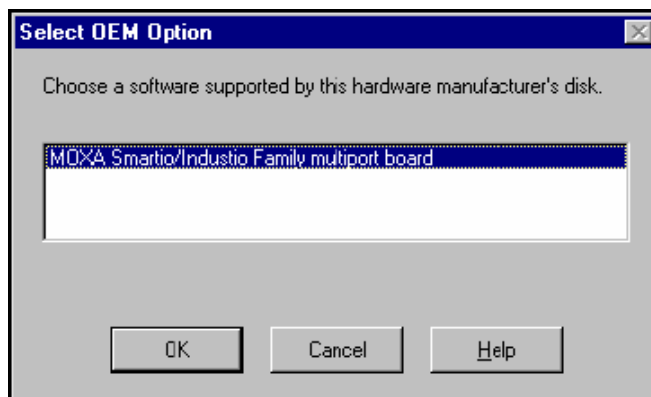 Select OEM Option
Choose a software supported by this hardware manufacturer's disk.
MOXA Smartio/Industio Family multiport board
OK
Cancel
Help